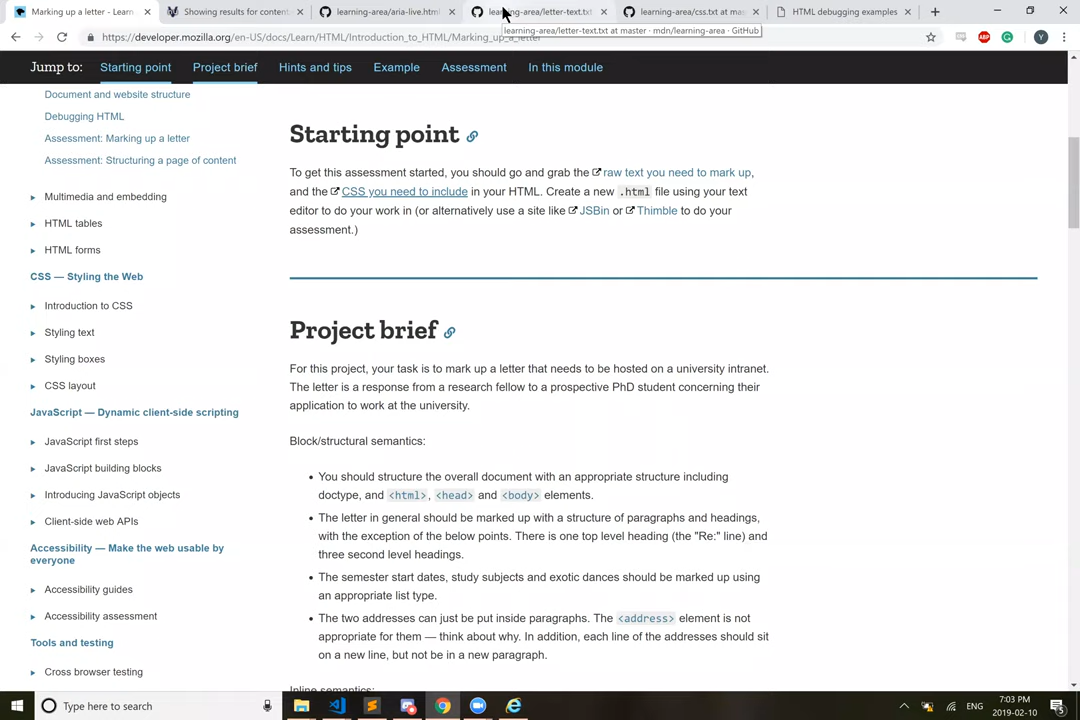 Marking up a letter - Learn
Showing results for content
learning-area/aria-live.html
learning-area/letter-text.txt
learning-area/css.txt at mas
HTML debugging examples
learning-area/letter-text.txt at master · mdn/learning-area · GitHub
https://developer.mozilla.org/en-US/docs/Learn/HTML/Introduction_to_HTML/Marking_up_a_letter
ABP
Y
Jump to: Starting point Project brief Hints and tips Example Assessment In this module
Document and website structure
Debugging HTML
Assessment: Marking up a letter
Assessment: Structuring a page of content
Multimedia and embedding
HTML tables
HTML forms
CSS — Styling the Web
Introduction to CSS
Styling text
Styling boxes
CSS layout
JavaScript — Dynamic client-side scripting
JavaScript first steps
JavaScript building blocks
Introducing JavaScript objects
Client-side web APIs
Accessibility — Make the web usable by
everyone
Accessibility guides
Accessibility assessment
Tools and testing
Cross browser testing
Starting point
To get this assessment started, you should go and grab the raw text you need to mark up,
and the CSS you need to include in your HTML. Create a new .html file using your text
editor to do your work in (or alternatively use a site like JSBin or Thimble to do your
assessment.)
Project brief
For this project, your task is to mark up a letter that needs to be hosted on a university intranet.
The letter is a response from a research fellow to a prospective PhD student concerning their
application to work at the university.
Block/structural semantics:
• You should structure the overall document with an appropriate structure including
doctype, and <html>, <head> and <body> elements.
• The letter in general should be marked up with a structure of paragraphs and headings,
with the exception of the below points. There is one top level heading (the "Re:" line) and
three second level headings.
• The semester start dates, study subjects and exotic dances should be marked up using
an appropriate list type.
• The two addresses can just be put inside paragraphs. The <address> element is not
appropriate for them — think about why. In addition, each line of the addresses should sit
on a new line, but not be in a new paragraph.
Inline semantics:
Type here to search
ENG
7:03 PM
2019-02-10
5